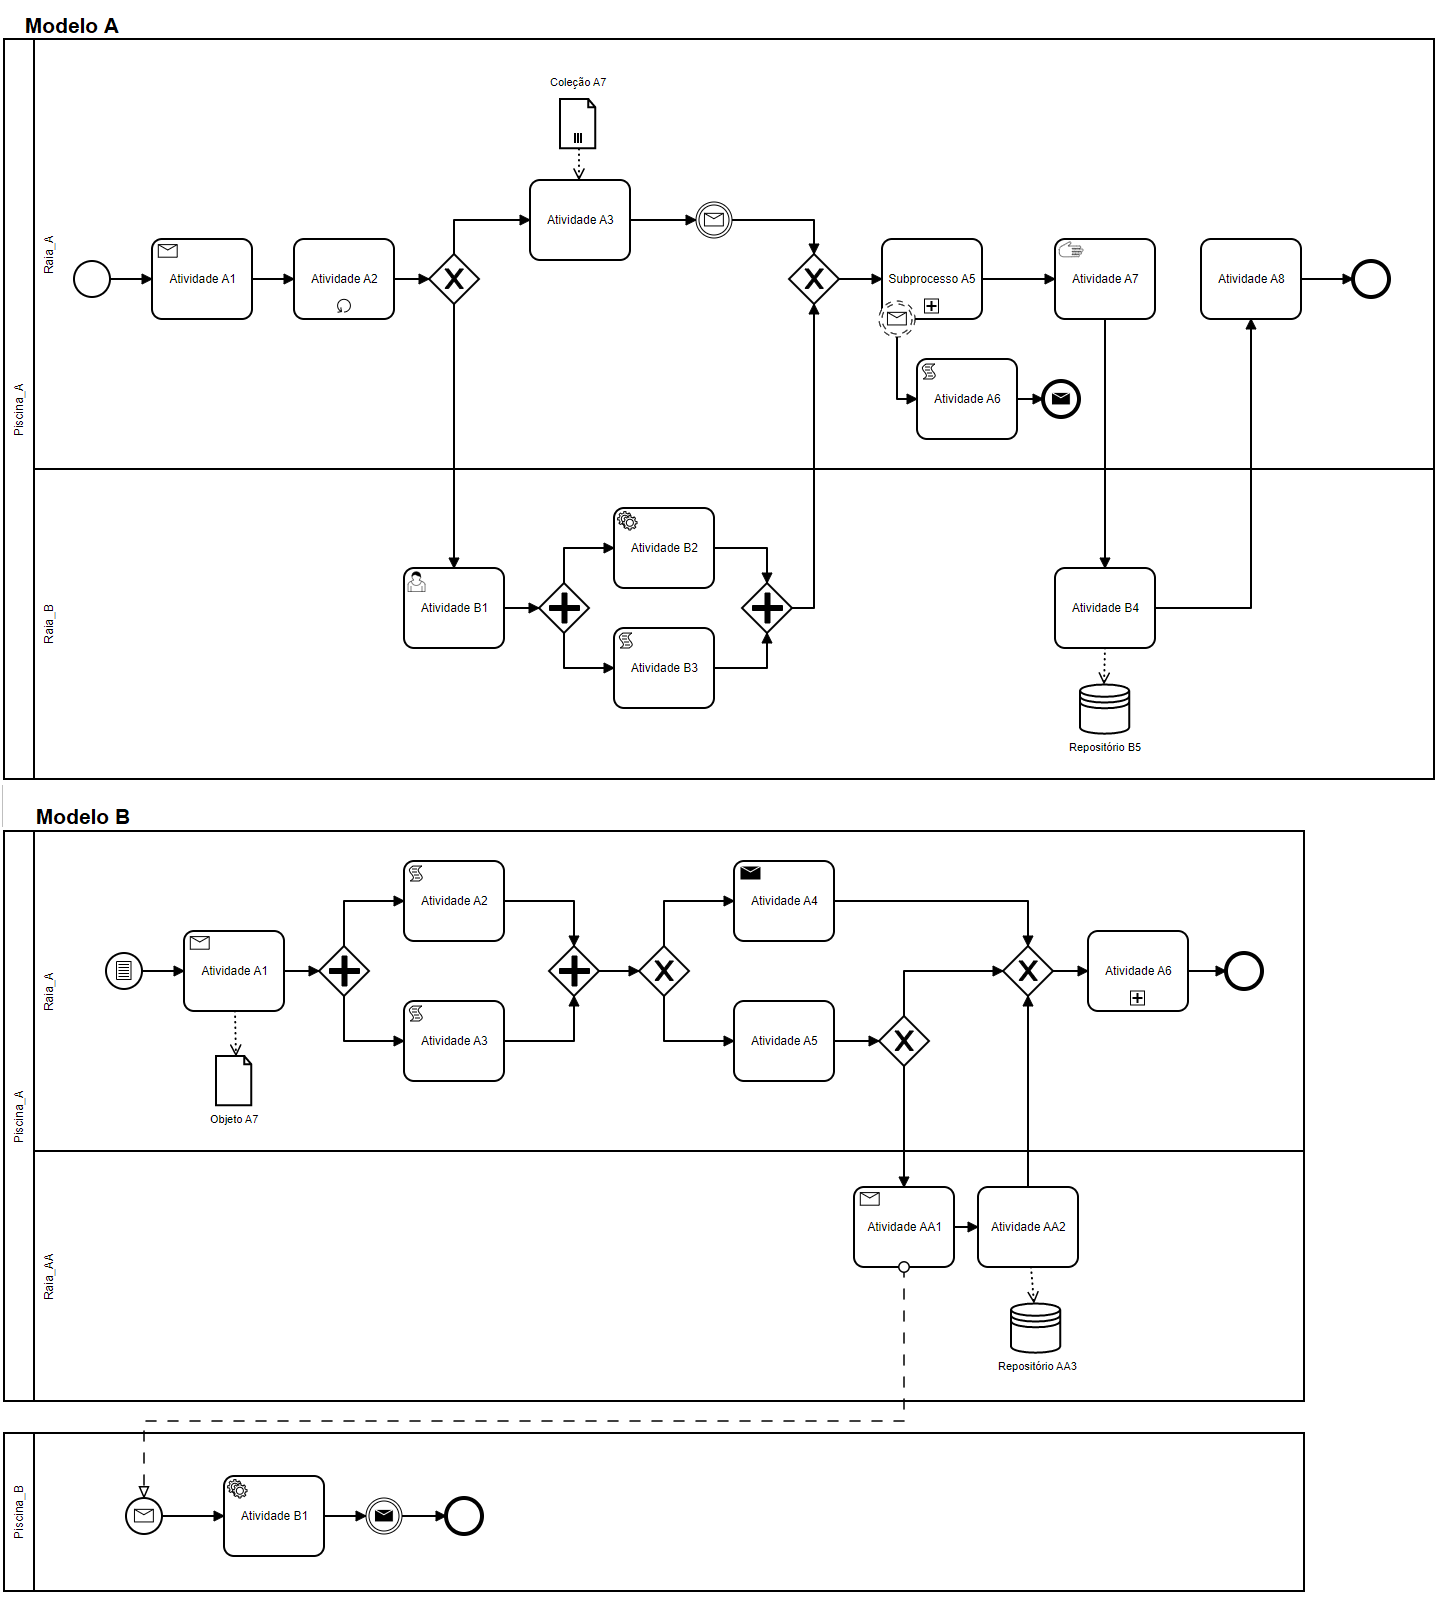 Modelo A
Piscina_A
Raia_A
Coleção A7
Atividade A3
Atividade A1
Atividade A2
Subprocesso A5
Atividade A7
Atividade A8
Atividade A6
Raia_B
Atividade B2
Atividade B1
Atividade B3
Atividade B4
Repositório B5
Modelo B
Piscina_A
Raia_A
Atividade A2
Atividade A4
Atividade A1
Atividade A6
Atividade A3
Atividade A5
Objeto A7
Raia_AA
Atividade AA1
Atividade AA2
Repositório AA3
Piscina_B
Atividade B1